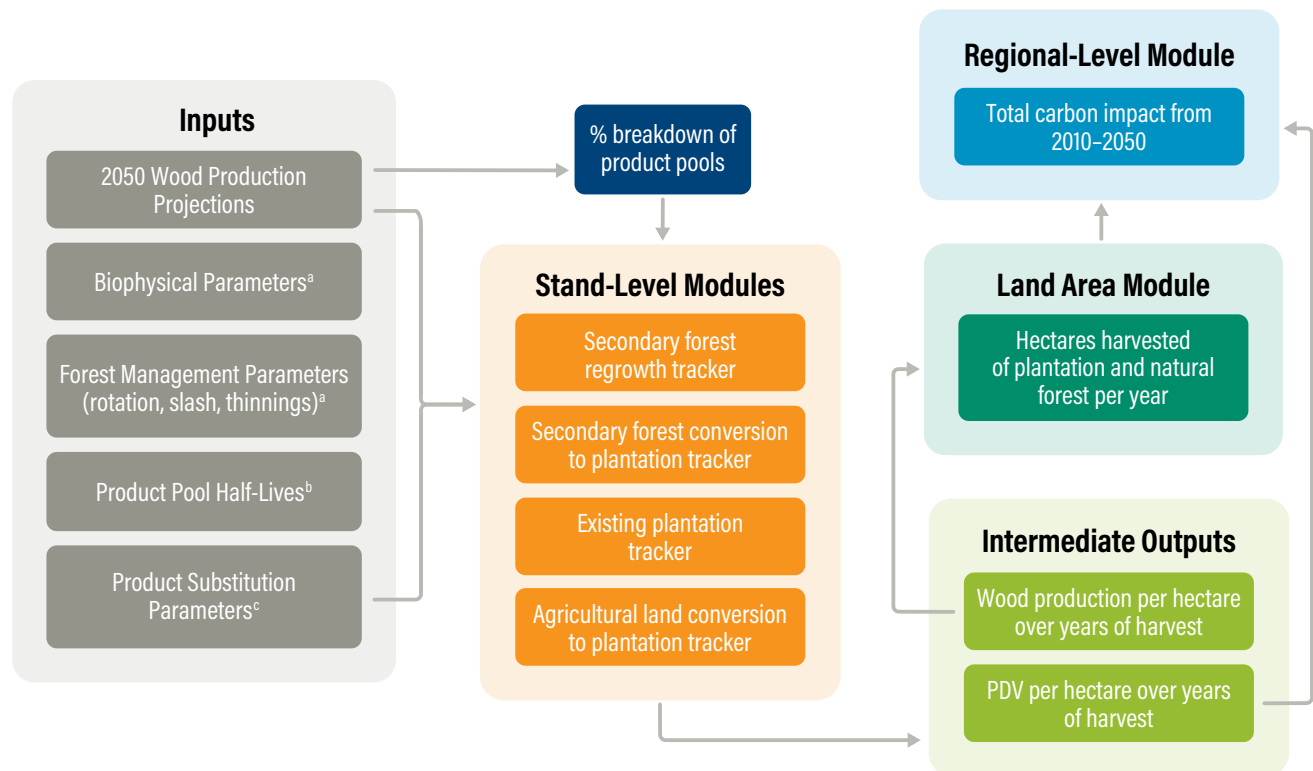 Inputs
2050 Wood Production
Projections
Biophysical Parametersᵃ
Forest Management Parameters
(rotation, slash, thinnings)ᵃ
Product Pool Half-Livesᵇ
Product Substitution
Parametersᶜ
% breakdown of
product pools
Stand-Level Modules
Secondary forest
regrowth tracker
Secondary forest conversion
to plantation tracker
Existing plantation
tracker
Agricultural land conversion
to plantation tracker
Regional-Level Module
Total carbon impact from
2010–2050
Land Area Module
Hectares harvested
of plantation and natural
forest per year
Intermediate Outputs
Wood production per hectare
over years of harvest
PDV per hectare over years
of harvest